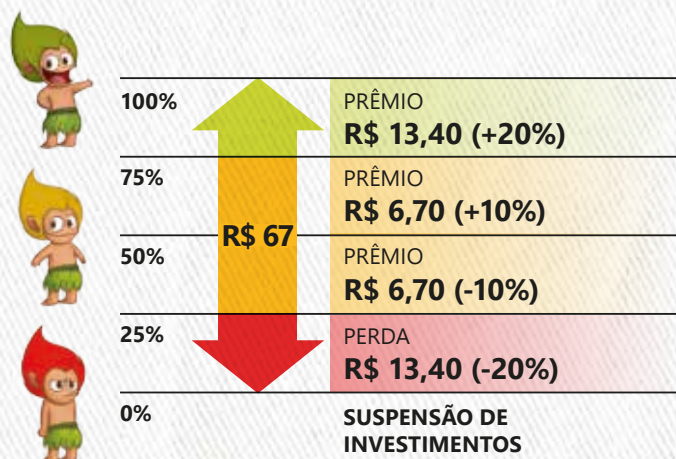 100%
PRÊMIO
R$ 13,40 (+20%)
75%
PRÊMIO
R$ 6,70 (+10%)
R$ 67
50%
PRÊMIO
R$ 6,70 (-10%)
25%
PERDA
R$ 13,40 (-20%)
0%
SUSPENSÃO DE
INVESTIMENTOS